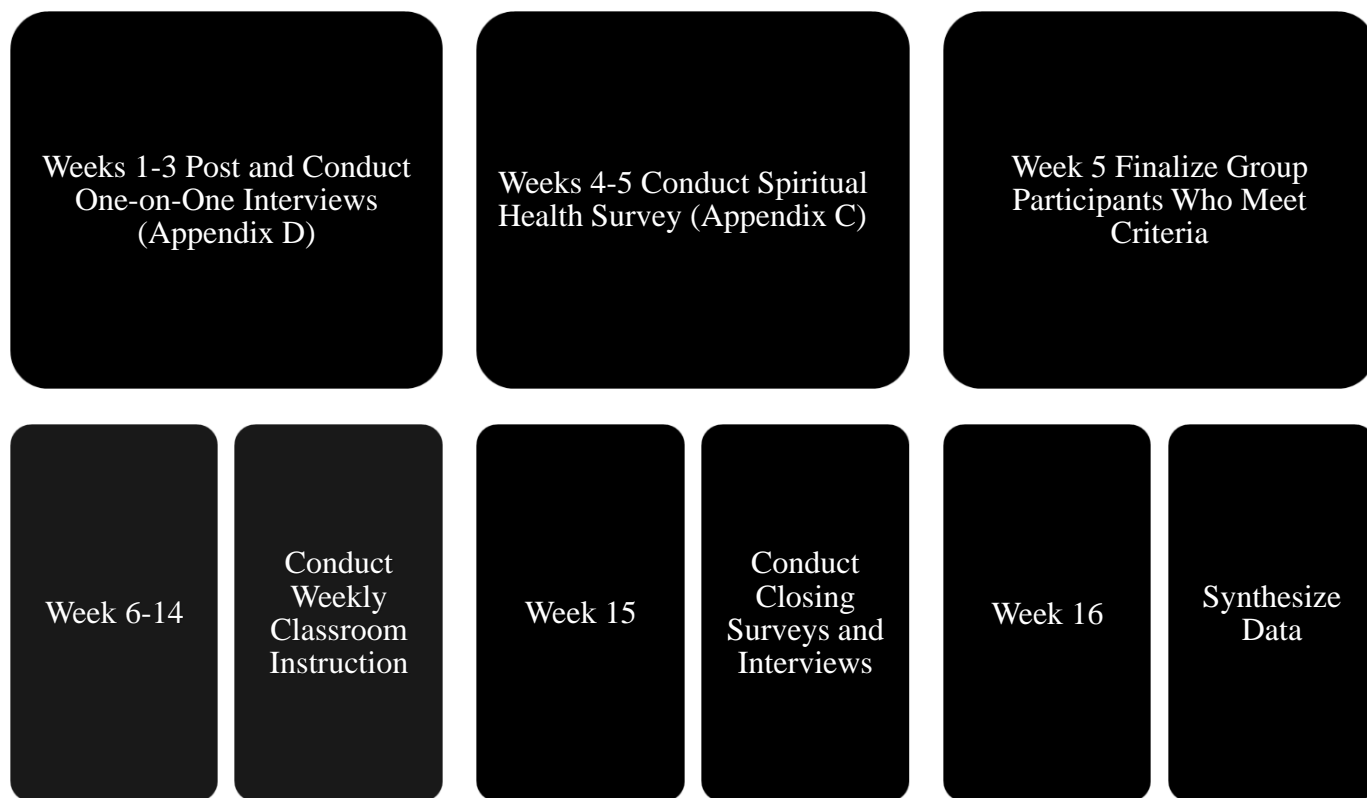 Weeks 1-3 Post and Conduct
One-on-One Interviews
(Appendix D)
Weeks 4-5 Conduct Spiritual
Health Survey (Appendix C)
Week 5 Finalize Group
Participants Who Meet
Criteria
Week 6-14
Conduct
Weekly
Classroom
Instruction
Week 15
Conduct
Closing
Surveys and
Interviews
Week 16
Synthesize
Data